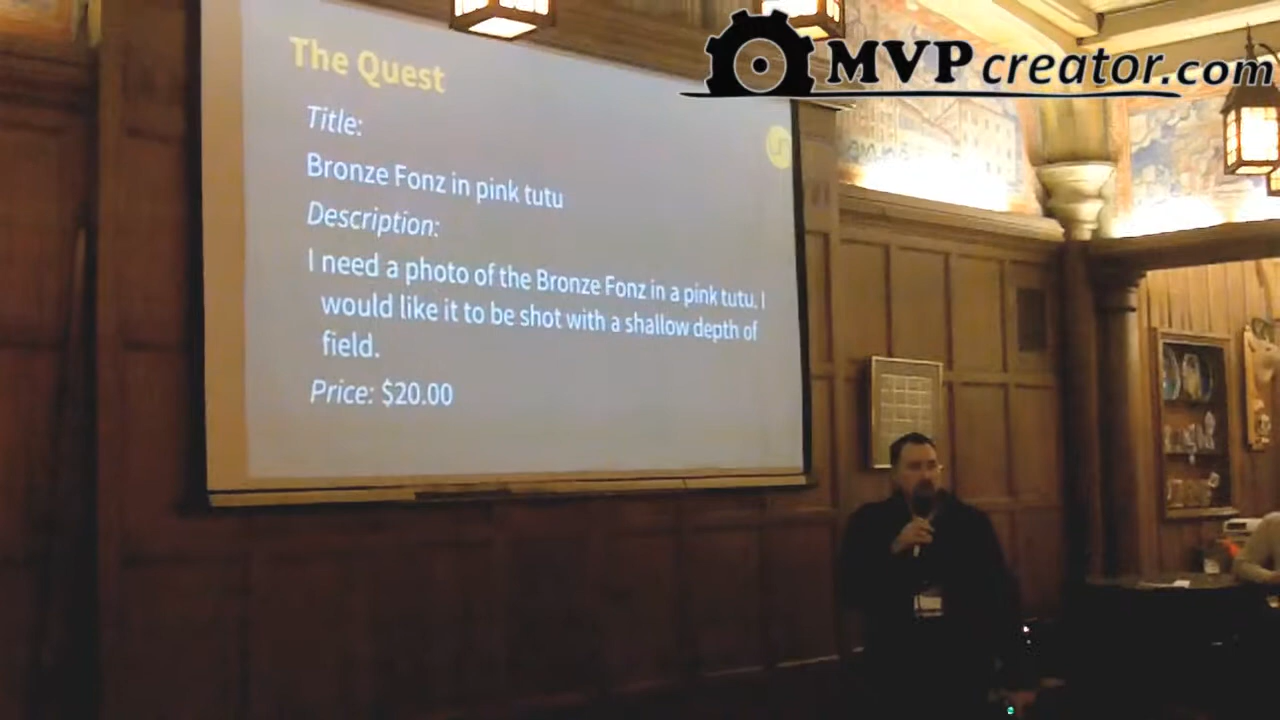 MVPcreator.com
The Quest
Title:
Bronze Fonz in pink tutu
Description:
I need a photo of the Bronze Fonz in a pink tutu. I
would like it to be shot with a shallow depth of
field.
Price: $20.00